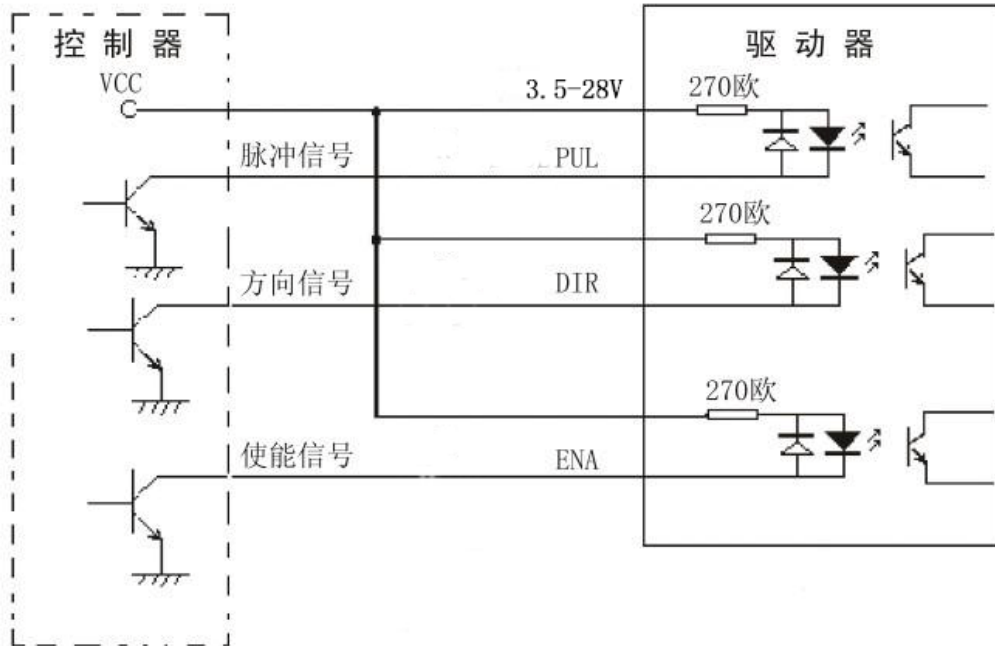 控制器
驱动器
VCC
3.5-28V
270欧
脉冲信号
PUL
270欧
方向信号
DIR
270欧
使能信号
ENA